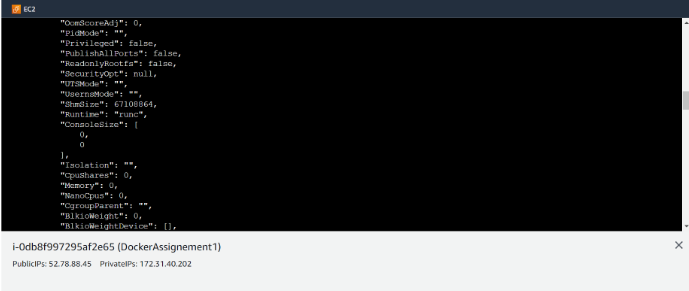 EC2
"OomScoreAdj": 0,
"PidMode": "",
"Privileged": false,
"PublishAllPorts": false,
"ReadonlyRootfs": false,
"SecurityOpt": null,
"UTSMode": "",
"UsernsMode": "",
"ShmSize": 67108864,
"Runtime": "runc",
"ConsoleSize": [
0,
0
],
"Isolation": "",
"CpuShares": 0,
"Memory": 0,
"NanoCpus": 0,
"CgroupParent": "",
"BlkioWeight": 0,
"BlkioWeightDevice": [],
i-0db8f997295af2e65 (DockerAssignement1)
PublicIPs: 52.78.88.45 PrivateIPs: 172.31.40.202